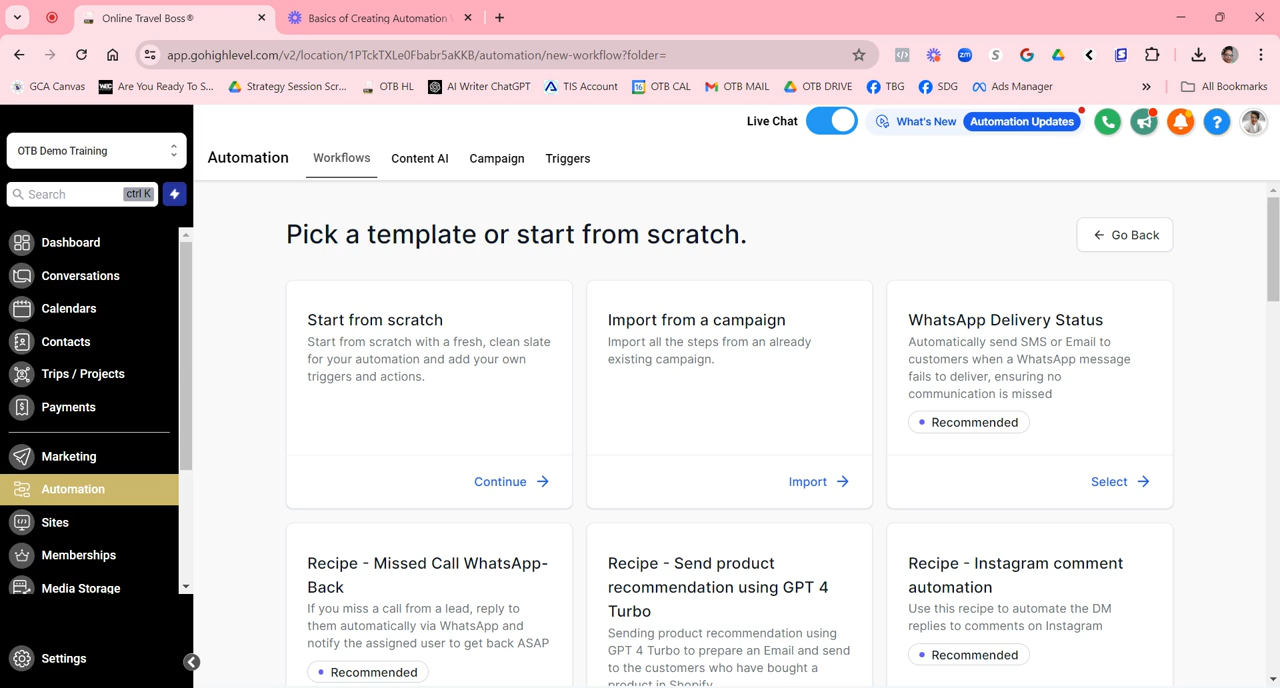 Online Travel Boss®
Basics of Creating Automation
app.gohighlevel.com/v2/location/1PTckTXLe0Fbabr5aKKB/automation/new-workflow?folder=
GCA Canvas
Are You Ready To S...
Strategy Session Scr...
OTB HL
AI Writer ChatGPT
TIS Account
OTB CAL
OTB MAIL
OTB DRIVE
TBG
SDG
Ads Manager
All Bookmarks
Live Chat
What's New
Automation Updates
OTB Demo Training
Search
ctrl K
Automation
Workflows
Content AI
Campaign
Triggers
Dashboard
Conversations
Calendars
Contacts
Trips / Projects
Payments
Marketing
Automation
Sites
Memberships
Media Storage
Settings
Pick a template or start from scratch.
Go Back
Start from scratch
Start from scratch with a fresh, clean slate
for your automation and add your own
triggers and actions.
Continue
Import from a campaign
Import all the steps from an already
existing campaign.
Import
WhatsApp Delivery Status
Automatically send SMS or Email to
customers when a WhatsApp message
fails to deliver, ensuring no
communication is missed
Recommended
Select
Recipe - Missed Call WhatsApp-
Back
If you miss a call from a lead, reply to
them automatically via WhatsApp and
notify the assigned user to get back ASAP
Recommended
Recipe - Send product
recommendation using GPT 4
Turbo
Sending product recommendation using
GPT 4 Turbo to prepare an Email and send
to the customers who have bought a
product in Shopify.
Recipe - Instagram comment
automation
Use this recipe to automate the DM
replies to comments on Instagram
Recommended